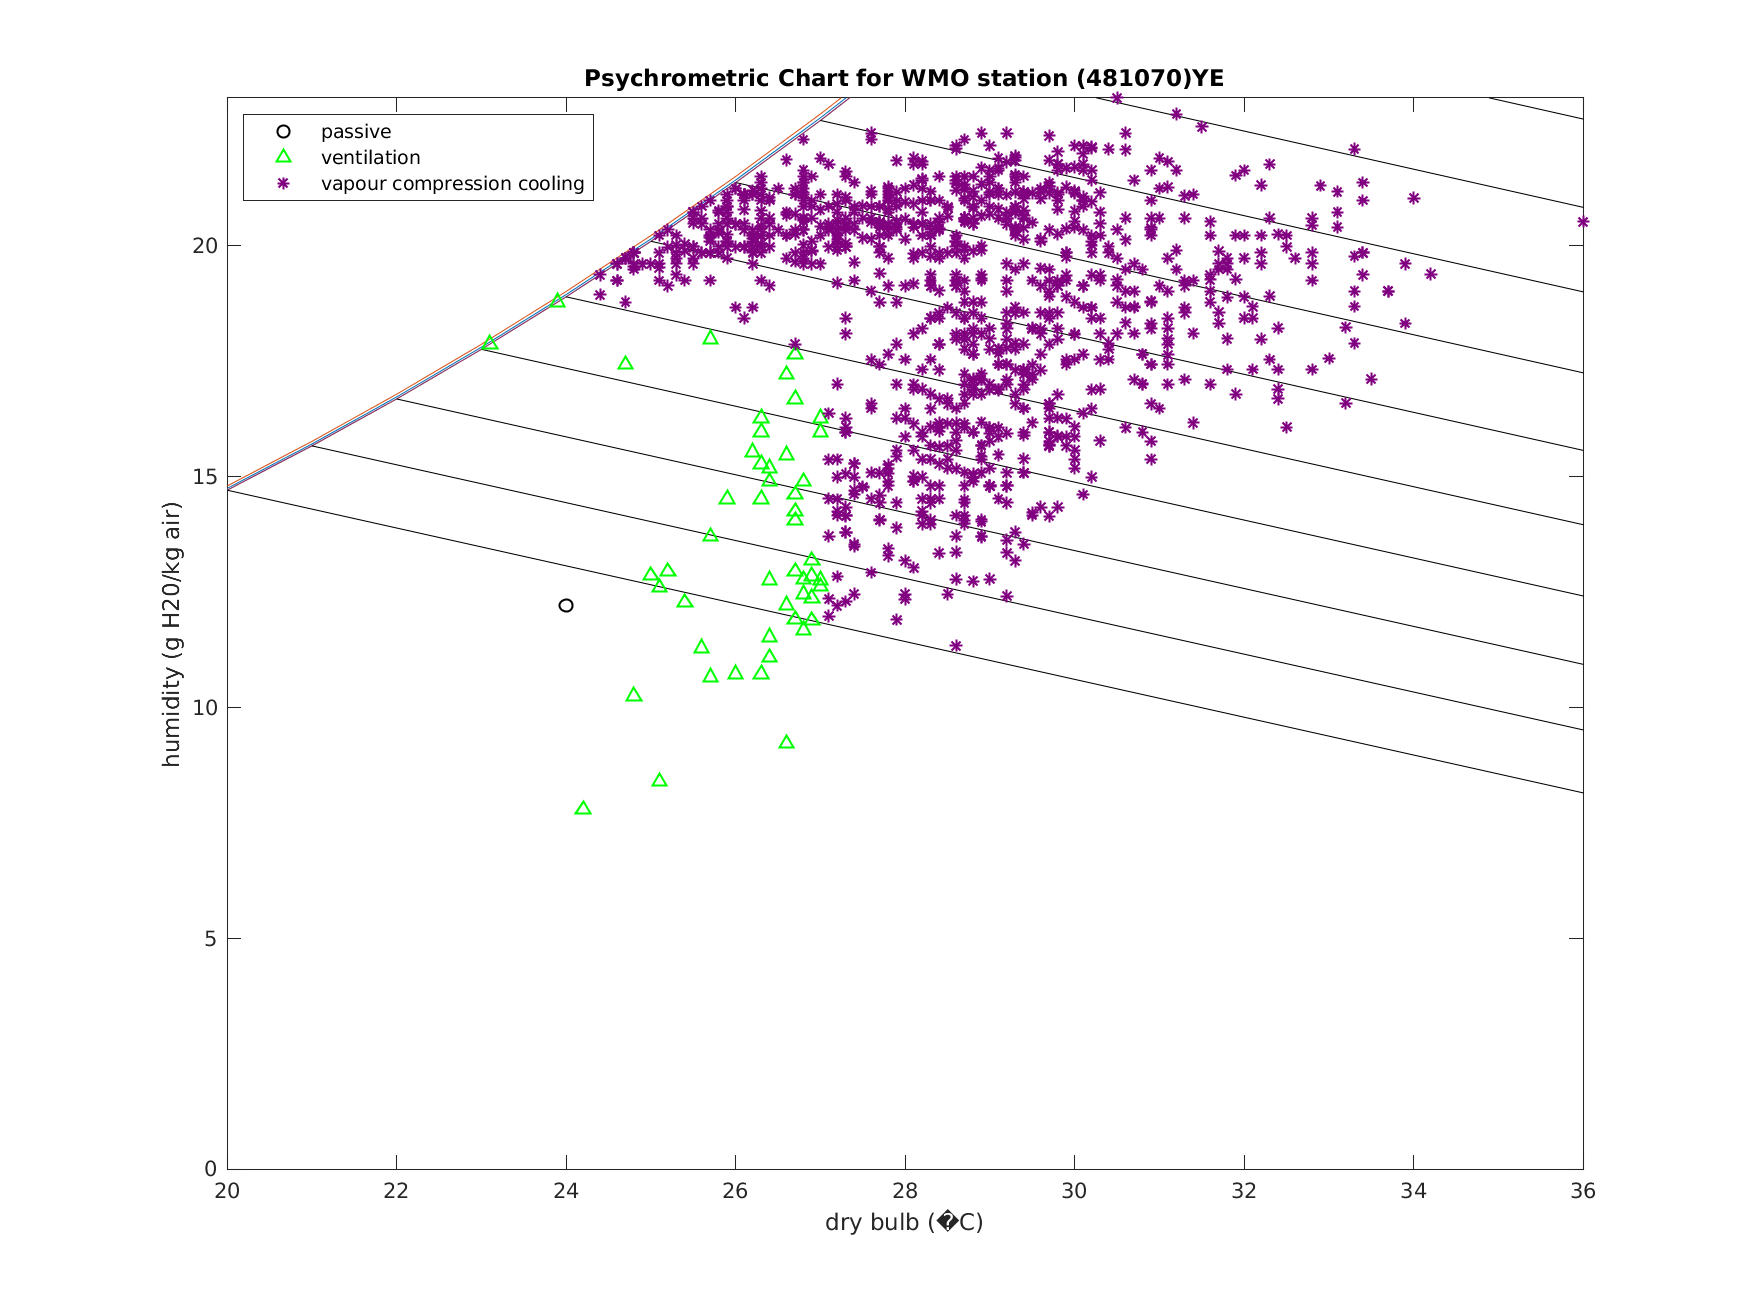 Psychrometric Chart for WMO station (481070)YE
passive
ventilation
vapour compression cooling
20
15
10
5
0
humidity (g H20/kg air)
20 22 24 26 28 30 32 34 36
dry bulb (�C)